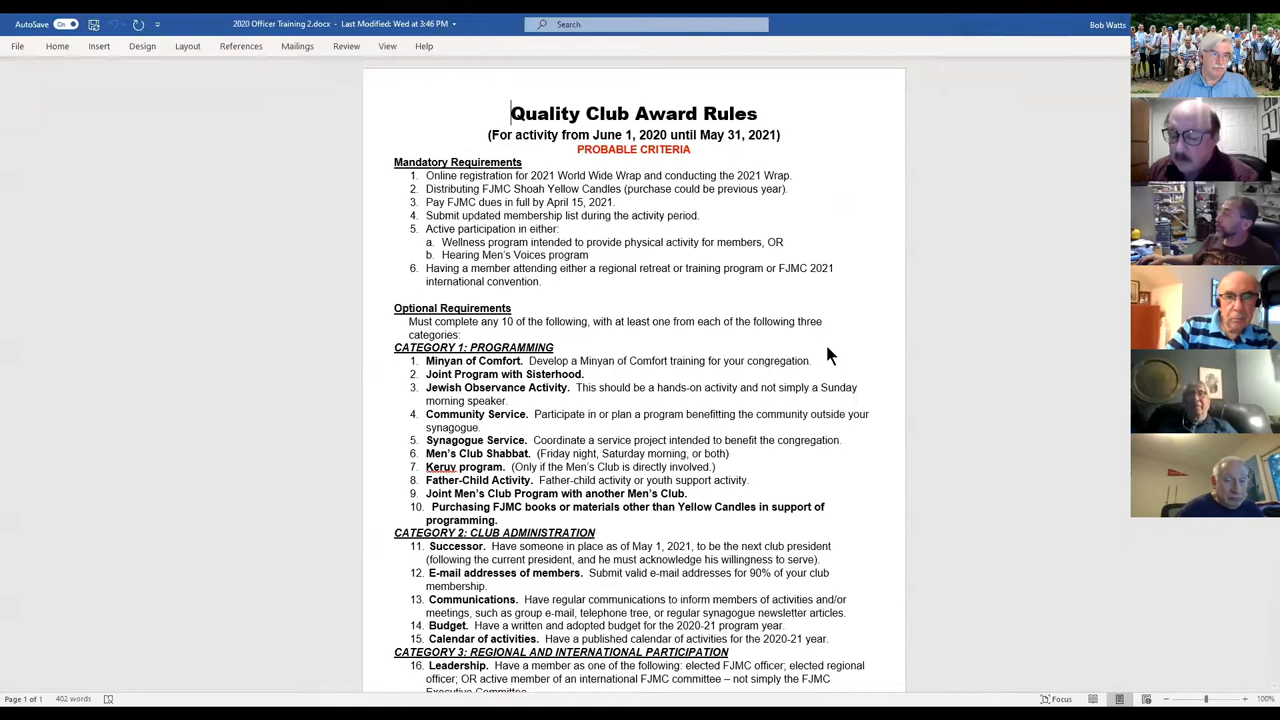 AutoSave On 2020 Officer Training 2.docx - Last Modified: Wed at 3:46 PM Search Bob Watts
File Home Insert Design Layout References Mailings Review View Help
Quality Club Award Rules
(For activity from June 1, 2020 until May 31, 2021)
PROBABLE CRITERIA
Mandatory Requirements
1. Online registration for 2021 World Wide Wrap and conducting the 2021 Wrap.
2. Distributing FJMC Shoah Yellow Candles (purchase could be previous year).
3. Pay FJMC dues in full by April 15, 2021.
4. Submit updated membership list during the activity period.
5. Active participation in either:
a. Wellness program intended to provide physical activity for members, OR
b. Hearing Men's Voices program
6. Having a member attending either a regional retreat or training program or FJMC 2021
international convention.
Optional Requirements
Must complete any 10 of the following, with at least one from each of the following three
categories:
CATEGORY 1: PROGRAMMING
1. Minyan of Comfort. Develop a Minyan of Comfort training for your congregation.
2. Joint Program with Sisterhood.
3. Jewish Observance Activity. This should be a hands-on activity and not simply a Sunday
morning speaker.
4. Community Service. Participate in or plan a program benefitting the community outside your
synagogue.
5. Synagogue Service. Coordinate a service project intended to benefit the congregation.
6. Men's Club Shabbat. (Friday night, Saturday morning, or both)
7. Keruv program. (Only if the Men's Club is directly involved.)
8. Father-Child Activity. Father-child activity or youth support activity.
9. Joint Men's Club Program with another Men's Club.
10. Purchasing FJMC books or materials other than Yellow Candles in support of
programming.
CATEGORY 2: CLUB ADMINISTRATION
11. Successor. Have someone in place as of May 1, 2021, to be the next club president
(following the current president, and he must acknowledge his willingness to serve).
12. E-mail addresses of members. Submit valid e-mail addresses for 90% of your club
membership.
13. Communications. Have regular communications to inform members of activities and/or
meetings, such as group e-mail, telephone tree, or regular synagogue newsletter articles.
14. Budget. Have a written and adopted budget for the 2020-21 program year.
15. Calendar of activities. Have a published calendar of activities for the 2020-21 year.
CATEGORY 3: REGIONAL AND INTERNATIONAL PARTICIPATION
16. Leadership. Have a member as one of the following: elected FJMC officer; elected regional
officer; OR active member of an international FJMC committee – not simply the FJMC
Executive Committee.
Page 1 of 1 402 words Focus 100%